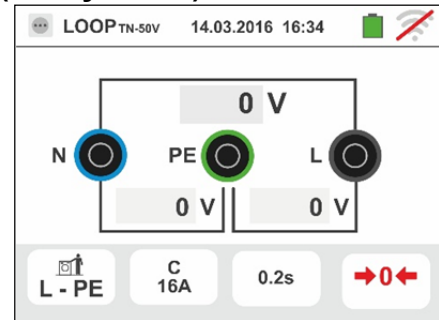 LOOP TN-50V 14.03.2016 16:34
0 V
N PE L
0 V 0 V
L - PE C 16A 0.2s →0←